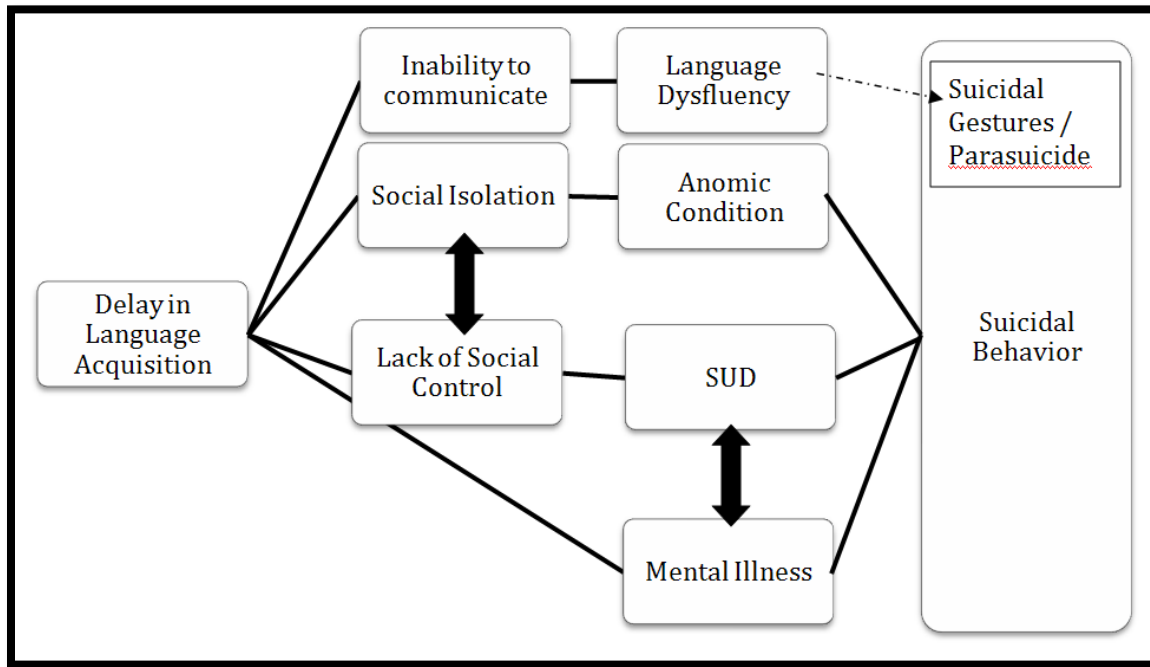 Inability to
communicate
Language
Dysfluency
Suicidal
Gestures /
Parasuicide
Social Isolation
Anomic
Condition
Delay in
Language
Acquisition
Lack of Social
Control
SUD
Suicidal
Behavior
Mental Illness